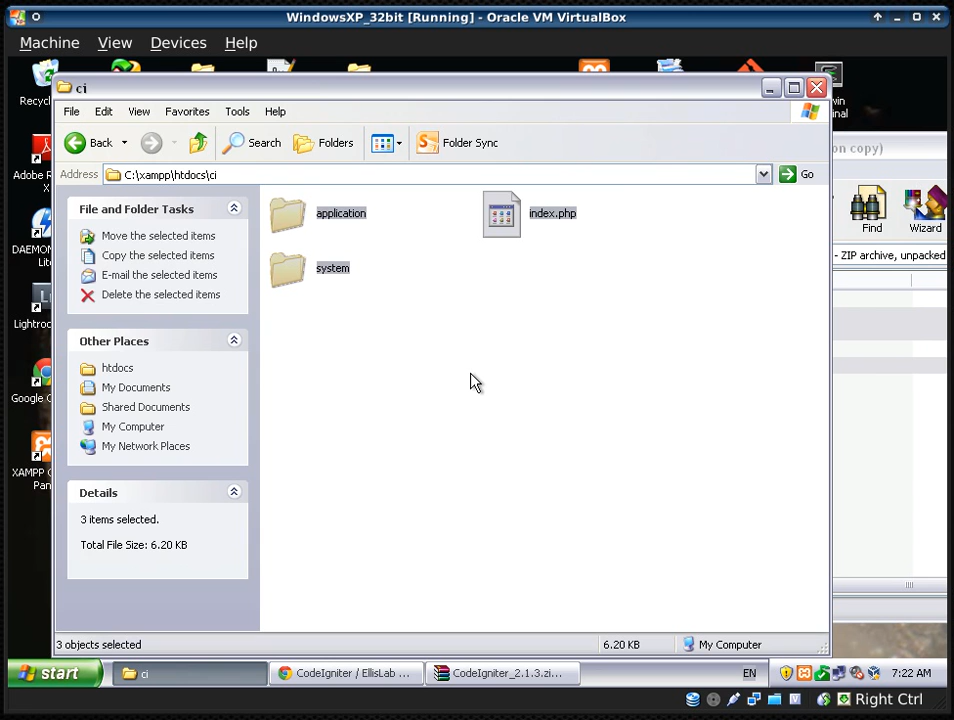 WindowsXP_32bit [Running] - Oracle VM VirtualBox
Machine View Devices Help
Recyc
ci
File Edit View Favorites Tools Help
Back Search Folders Folder Sync
Address C:\xampp\htdocs\ci Go
File and Folder Tasks
Move the selected items
Copy the selected items
E-mail the selected items
Delete the selected items
Other Places
htdocs
My Documents
Shared Documents
My Computer
My Network Places
Details
3 items selected.
Total File Size: 6.20 KB
application
index.php
system
3 objects selected 6.20 KB My Computer
Adobe R
X
DAEMON
Lite
Lightro
Google C
XAMPP C
Pan
on copy)
Find Wizard
- ZIP archive, unpacked
start ci CodeIgniter / EllisLab ... CodeIgniter_2.1.3.zi... EN 7:22 AM
Right Ctrl